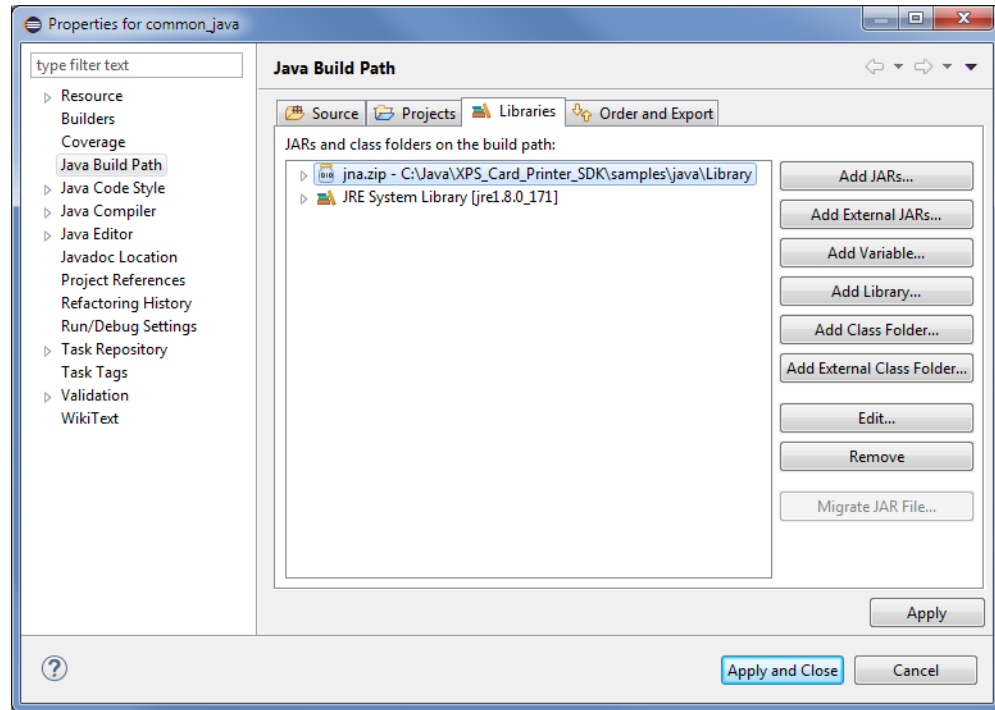 Properties for common_java
type filter text
Resource
Builders
Coverage
Java Build Path
Java Code Style
Java Compiler
Java Editor
Javadoc Location
Project References
Refactoring History
Run/Debug Settings
Task Repository
Task Tags
Validation
WikiText
Java Build Path
Source Projects Libraries Order and Export
JARs and class folders on the build path:
jna.zip - C:\Java\XPS_Card_Printer_SDK\samples\java\Library
JRE System Library [jre1.8.0_171]
Add JARs...
Add External JARs...
Add Variable...
Add Library...
Add Class Folder...
Add External Class Folder...
Edit...
Remove
Migrate JAR File...
Apply
Apply and Close Cancel